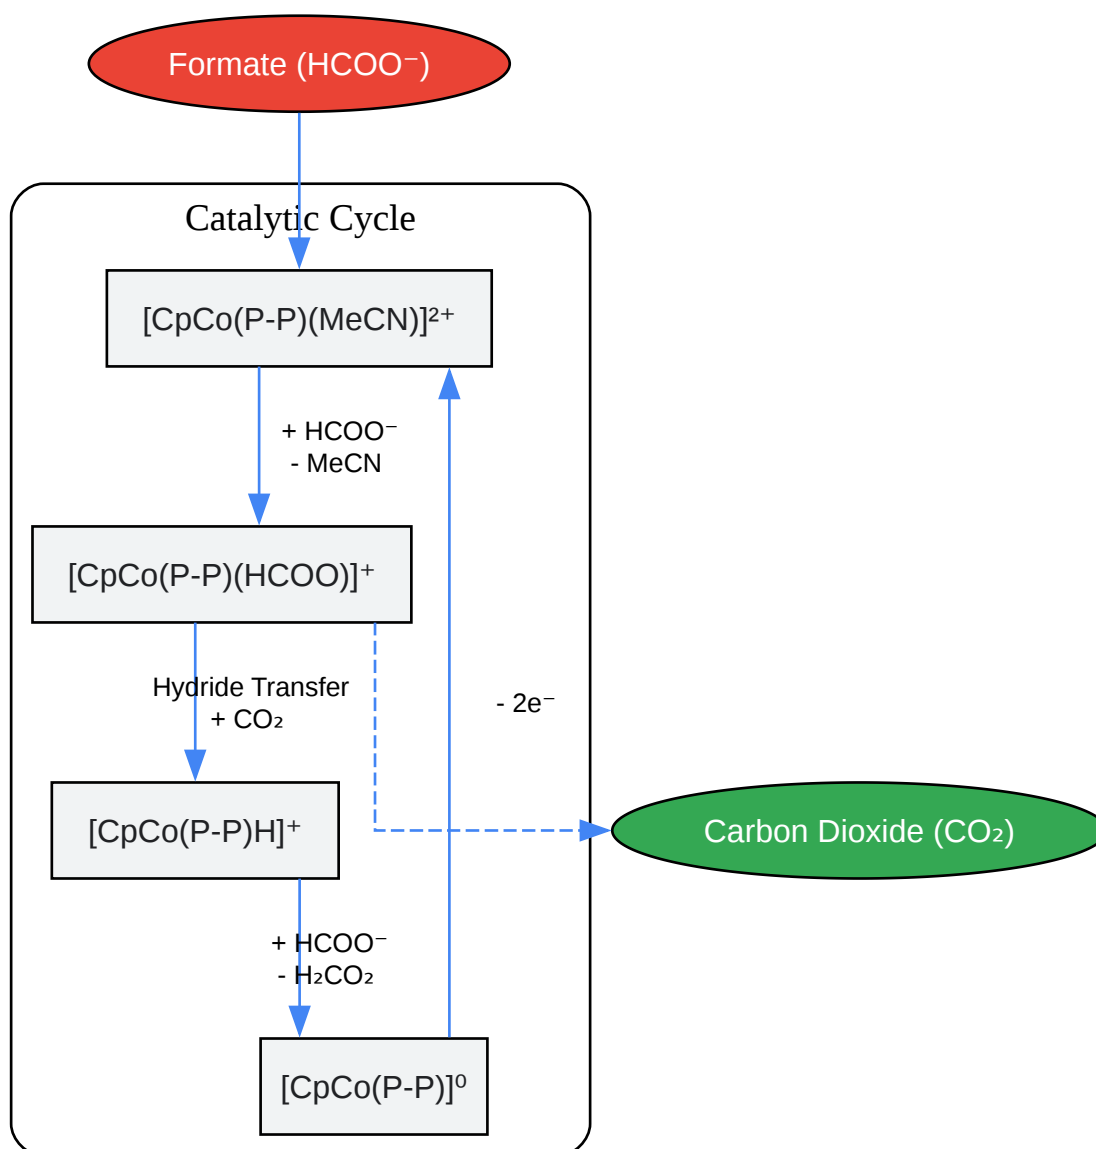 Formate (HCOO⁻)
Catalytic Cycle
[CpCo(P-P)(MeCN)]²⁺
+ HCOO⁻
- MeCN
[CpCo(P-P)(HCOO)]⁺
Hydride Transfer
+ CO₂
- 2e⁻
[CpCo(P-P)H]⁺
Carbon Dioxide (CO₂)
+ HCOO⁻
- H₂CO₂
[CpCo(P-P)]⁰